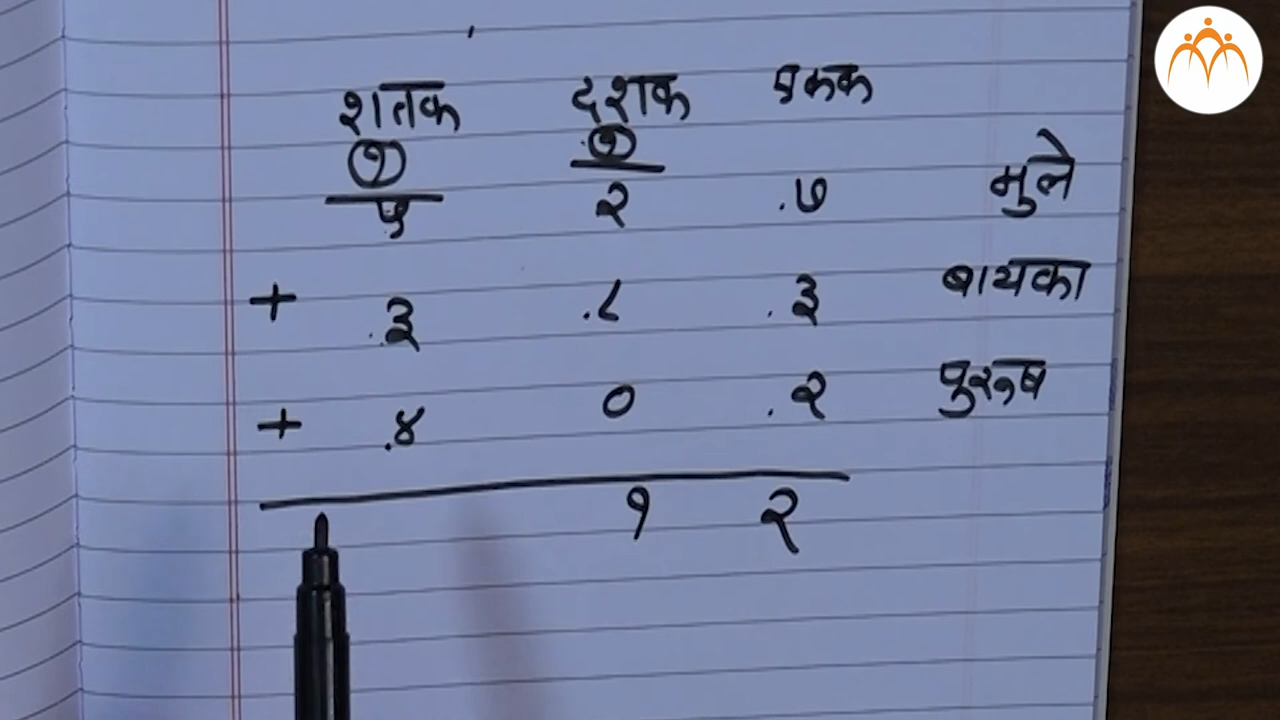 शतक दशक एकक
१ १
५ २ ७ मुले
+ ३ ८ ३ बायका
+ ४ ० २ पुरुष
१ २